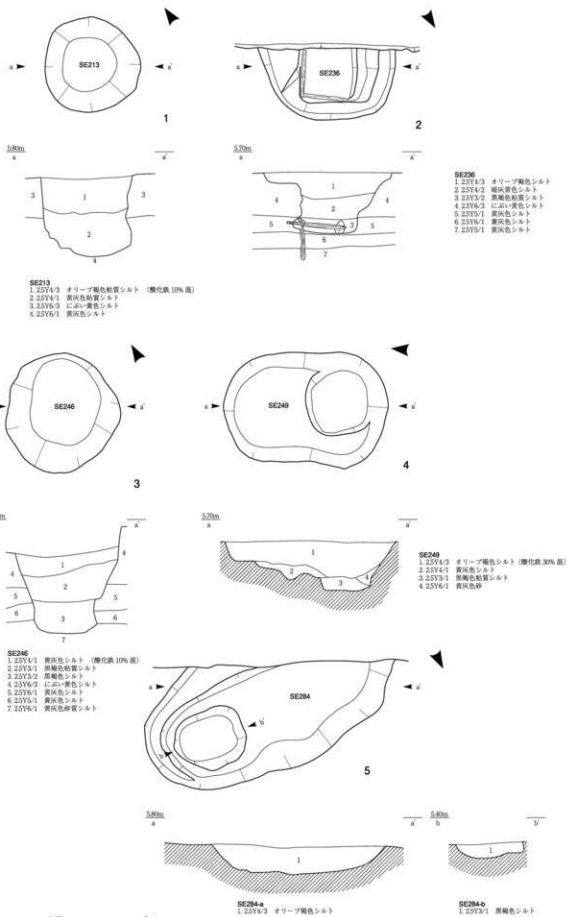 SE213
a
a'
1
SE236
a
a'
2
5.80m
a
a'
3
1
3
2
4
5.70m
a
a'
1
4
4
2
5
3
5
6
7
SE236
1. 2.5Y4/3 オリーブ褐色シルト
2. 2.5Y4/2 暗灰黄色シルト
3. 2.5Y3/2 黒褐色粘質シルト
4. 2.5Y6/3 にぶい黄色シルト
5. 2.5Y5/1 黄灰色シルト
6. 2.5Y6/1 黄灰色シルト
7. 2.5Y5/1 黄灰色シルト
SE213
1. 2.5Y4/3 オリーブ褐色粘質シルト (酸化鉄10%混)
2. 2.5Y4/1 黄灰色粘質シルト
3. 2.5Y6/3 にぶい黄色シルト
4. 2.5Y6/1 黄灰色シルト
SE246
a'
3
a
SE249
a'
4
a'
1
4
4
2
5
5
3
6
6
7
5.70m
a
a'
1
2
3
4
SE249
1. 2.5Y4/3 オリーブ褐色シルト (酸化鉄30%混)
2. 2.5Y4/1 黄灰色シルト
3. 2.5Y3/1 黒褐色粘質シルト
4. 2.5Y6/1 黄灰色砂
SE246
1. 2.5Y4/1 黄灰色シルト (酸化鉄10%混)
2. 2.5Y3/1 黒褐色粘質シルト
3. 2.5Y3/2 黒褐色シルト
4. 2.5Y6/3 にぶい黄色シルト
5. 2.5Y6/1 黄灰色シルト
6. 2.5Y5/1 黄灰色シルト
7. 2.5Y6/1 黄灰色砂質シルト
a
SE284
a'
b'
b
5
5.80m
a
a'
1
5.40m
b
b'
1
SE284-a
1. 2.5Y4/3 オリーブ褐色シルト
SE284-b
1. 2.5Y3/1 黒褐色シルト